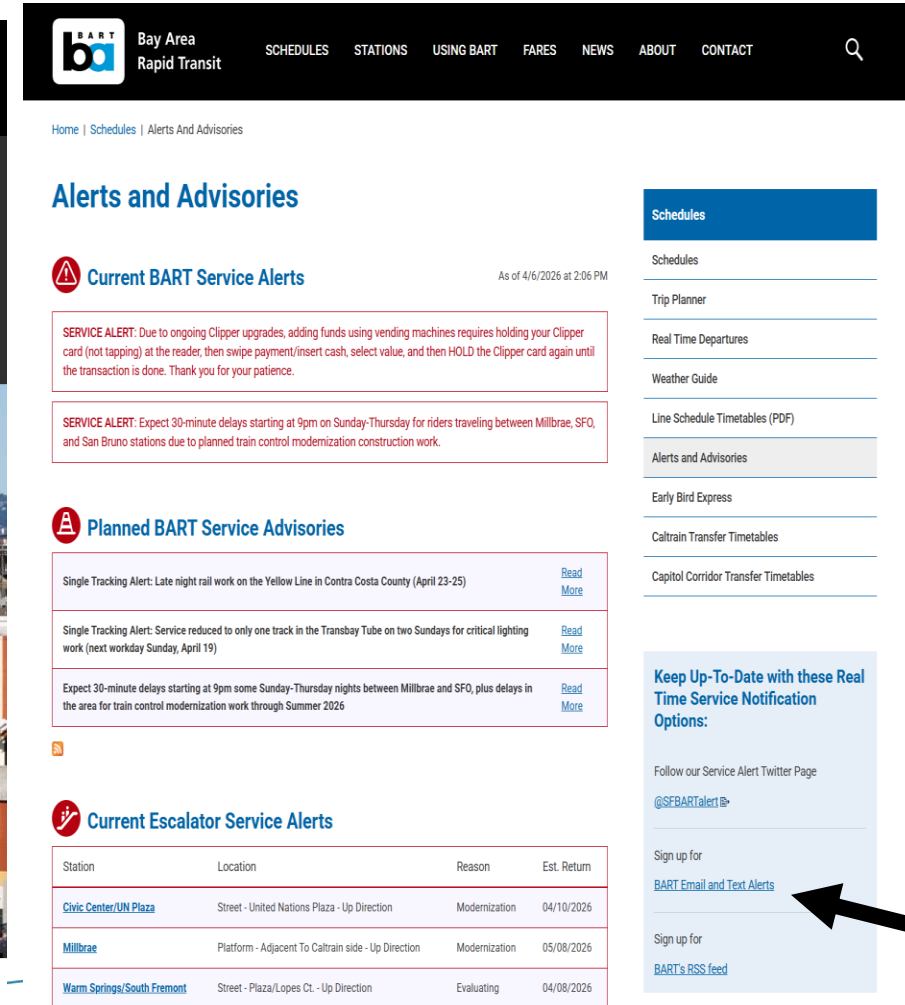 BART
ba
Bay Area
Rapid Transit
SCHEDULES STATIONS USING BART FARES NEWS ABOUT CONTACT
Home | Schedules | Alerts And Advisories
Alerts and Advisories
Current BART Service Alerts
As of 4/6/2026 at 2:06 PM
SERVICE ALERT: Due to ongoing Clipper upgrades, adding funds using vending machines requires holding your Clipper
card (not tapping) at the reader, then swipe payment/insert cash, select value, and then HOLD the Clipper card again until
the transaction is done. Thank you for your patience.
SERVICE ALERT: Expect 30-minute delays starting at 9pm on Sunday-Thursday for riders traveling between Millbrae, SFO,
and San Bruno stations due to planned train control modernization construction work.
Planned BART Service Advisories
Single Tracking Alert: Late night rail work on the Yellow Line in Contra Costa County (April 23-25)
Read
More
Single Tracking Alert: Service reduced to only one track in the Transbay Tube on two Sundays for critical lighting
work (next workday Sunday, April 19)
Read
More
Expect 30-minute delays starting at 9pm some Sunday-Thursday nights between Millbrae and SFO, plus delays in
the area for train control modernization work through Summer 2026
Read
More
Current Escalator Service Alerts
Station Location Reason Est. Return
Civic Center/UN Plaza Street - United Nations Plaza - Up Direction Modernization 04/10/2026
Millbrae Platform - Adjacent To Caltrain side - Up Direction Modernization 05/08/2026
Warm Springs/South Fremont Street - Plaza/Lopes Ct. - Up Direction Evaluating 04/08/2026
Schedules
Schedules
Trip Planner
Real Time Departures
Weather Guide
Line Schedule Timetables (PDF)
Alerts and Advisories
Early Bird Express
Caltrain Transfer Timetables
Capitol Corridor Transfer Timetables
Keep Up-To-Date with these Real
Time Service Notification
Options:
Follow our Service Alert Twitter Page
@SFBARTalert
Sign up for
BART Email and Text Alerts
Sign up for
BART's RSS feed